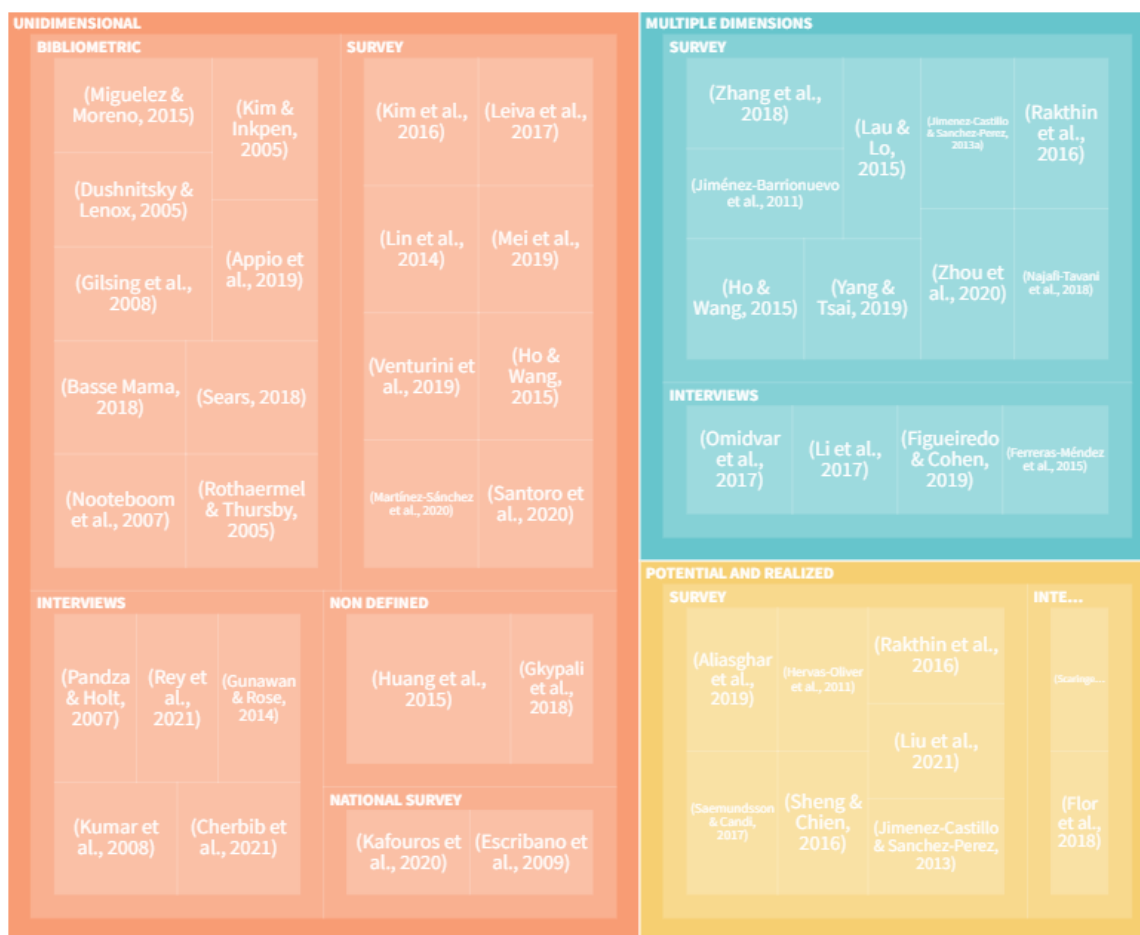 UNIDIMENSIONAL
BIBLIOMETRIC
(Miguelez &
Moreno, 2015)
(Kim &
Inkpen,
2005)
(Dushnitsky &
Lenox, 2005)
(Appio et
al., 2019)
(Gilsing et al.,
2008)
(Basse Mama,
2018)
(Sears, 2018)
(Nooteboom
et al., 2007)
(Rothaermel
& Thursby,
2005)
SURVEY
(Kim et al.,
2016)
(Leiva et al.,
2017)
(Lin et al.,
2014)
(Mei et al.,
2019)
(Venturini et
al., 2019)
(Ho &
Wang,
2015)
(Martínez-Sánchez
et al., 2020)
(Santoro et
al., 2020)
INTERVIEWS
(Pandza
& Holt,
2007)
(Rey et
al.,
2021)
(Gunawan
& Rose,
2014)
(Kumar et
al., 2008)
(Cherbib et
al., 2021)
NON DEFINED
(Huang et al.,
2015)
(Gkypali
et al.,
2018)
NATIONAL SURVEY
(Kafouros et
al., 2020)
(Escribano et
al., 2009)
MULTIPLE DIMENSIONS
SURVEY
(Zhang et al.,
2018)
(Jiménez-Barrionuevo
et al., 2011)
(Lau &
Lo,
2015)
(Jimenez-Castillo
& Sanchez-Perez,
2013a)
(Rakthin
et al.,
2016)
(Ho &
Wang, 2015)
(Yang &
Tsai, 2019)
(Zhou et
al., 2020)
(Najafi-Tavani
et al., 2018)
INTERVIEWS
(Omidvar
et al.,
2017)
(Li et al.,
2017)
(Figueiredo
& Cohen,
2019)
(Ferreras-Méndez
et al., 2015)
POTENTIAL AND REALIZED
SURVEY
(Aliasghar
et al.,
2019)
(Hervas-Oliver
et al., 2011)
(Rakthin et al.,
2016)
(Liu et al.,
2021)
(Saemundsson
& Candi,
2017)
(Sheng &
Chien,
2016)
(Jimenez-Castillo
& Sanchez-Perez,
2013)
INTE...
(Flor
et al.,
2018)